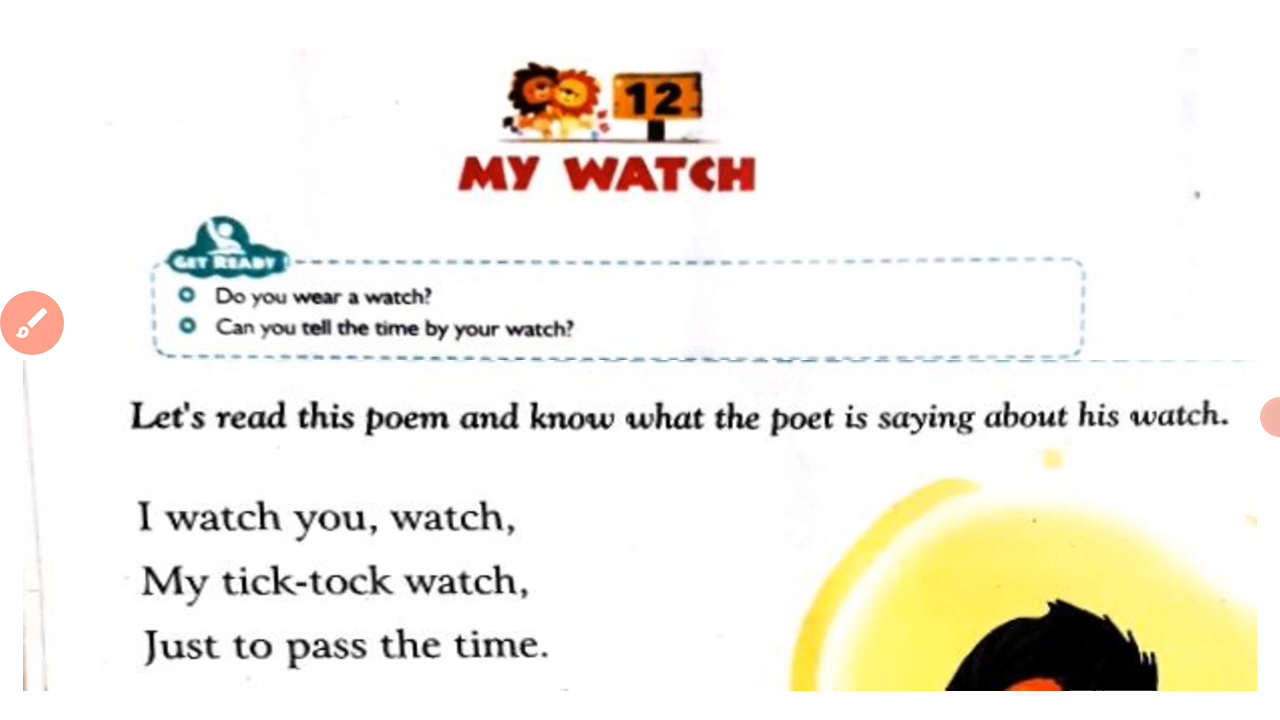 12
MY WATCH
GET READY !
Do you wear a watch?
Can you tell the time by your watch?
Let's read this poem and know what the poet is saying about his watch.
I watch you, watch,
My tick-tock watch,
Just to pass the time.